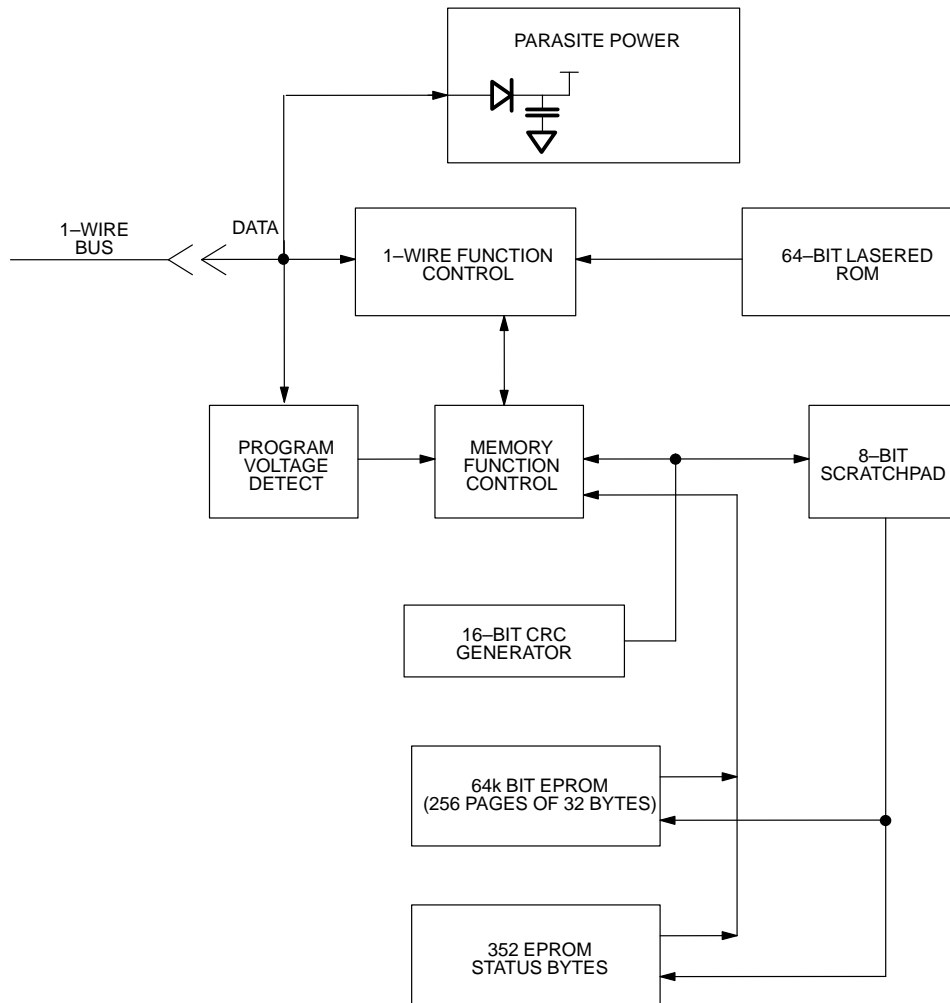 PARASITE POWER
1–WIRE
BUS
DATA
1–WIRE FUNCTION
CONTROL
64–BIT LASERED
ROM
PROGRAM
VOLTAGE
DETECT
MEMORY
FUNCTION
CONTROL
8–BIT
SCRATCHPAD
16–BIT CRC
GENERATOR
64k BIT EPROM
(256 PAGES OF 32 BYTES)
352 EPROM
STATUS BYTES